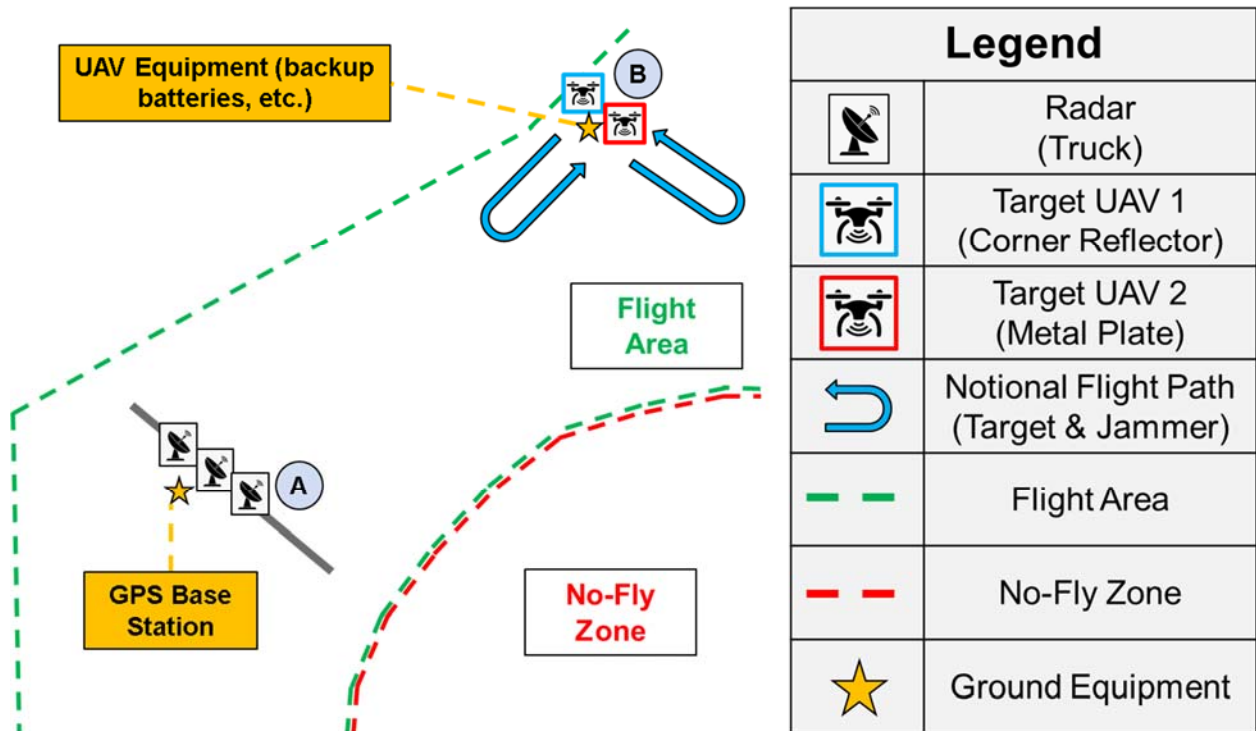 UAV Equipment (backup
batteries, etc.)
B
Flight
Area
A
GPS Base
Station
No-Fly
Zone
Legend
Radar
(Truck)
Target UAV 1
(Corner Reflector)
Target UAV 2
(Metal Plate)
Notional Flight Path
(Target & Jammer)
Flight Area
No-Fly Zone
Ground Equipment